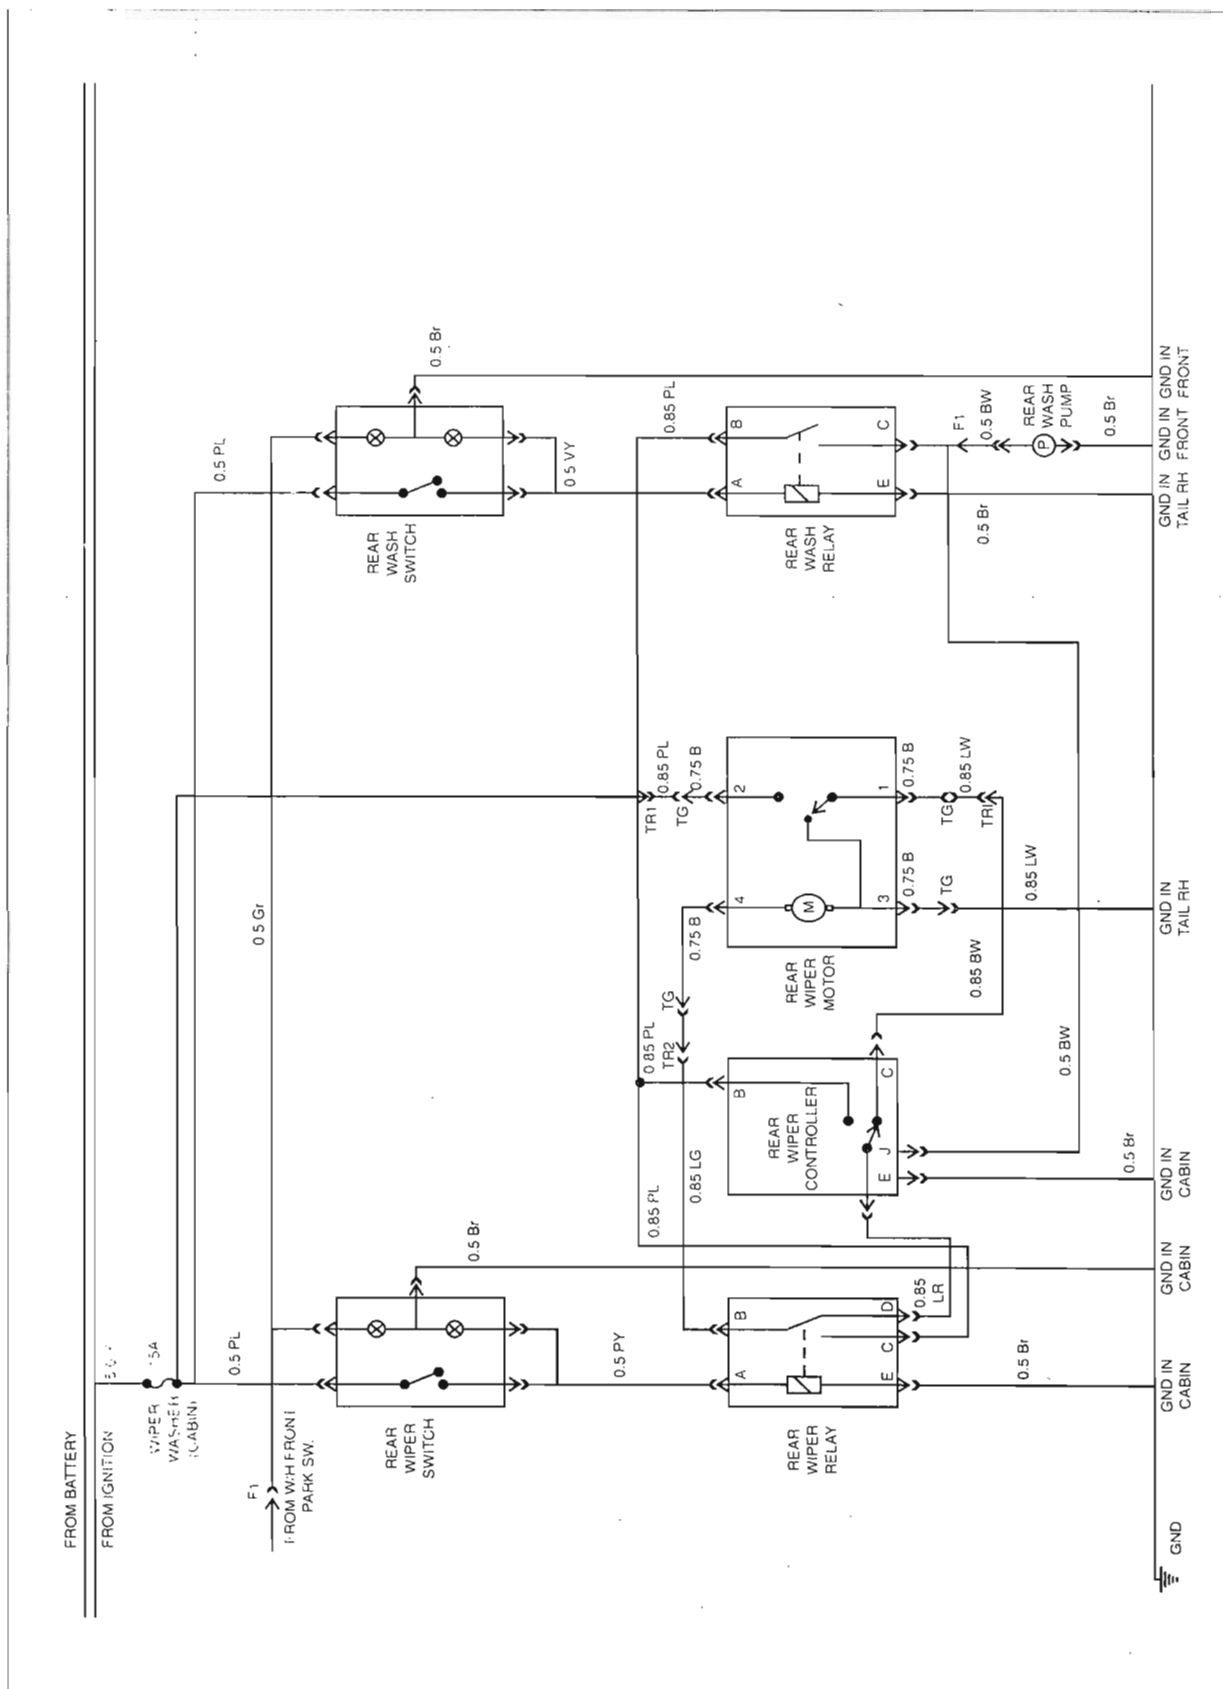 FROM BATTERY
FROM IGNITION
WIPER
WASHER
(CABIN)
15A
0.5 PL
0.5 PL
F1
FROM W/H FRONT
PARK SW.
0.5 Gr
REAR
WIPER
SWITCH
0.5 Br
0.5 PY
REAR
WASH
SWITCH
0.5 Br
0.5 VY
0.85 PL
0.85 LG
0.85 PL
TR2
TG
0.75 B
TR1
0.85 PL
TG
0.75 B
0.85 PL
REAR
WIPER
RELAY
A
B
E
C
D
0.85
LR
REAR
WIPER
CONTROLLER
B
E
J
C
REAR
WIPER
MOTOR
4
2
M
3
1
0.75 B
0.75 B
TG
TG
0.85 LW
TRI
0.85 LW
0.85 BW
0.5 BW
REAR
WASH
RELAY
A
B
E
C
F1
0.5 BW
P
REAR
WASH
PUMP
0.5 Br
0.5 Br
0.5 Br
0.5 Br
GND
GND IN
CABIN
GND IN
CABIN
GND IN
CABIN
GND IN
TAIL RH
GND IN
TAIL RH
GND IN
FRONT
GND IN
FRONT